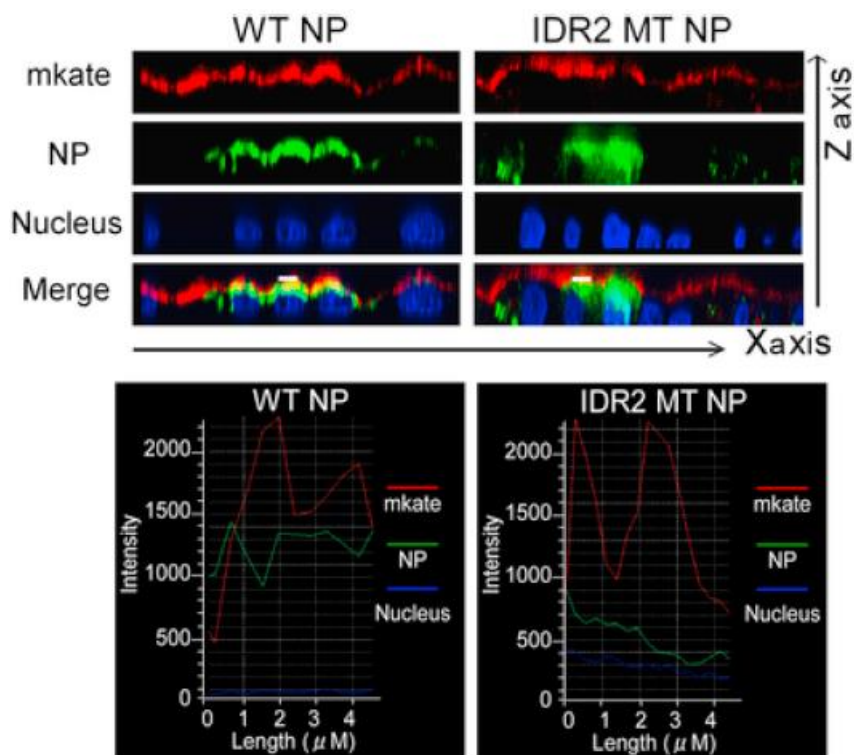 WT NP IDR2 MT NP
mkate
NP
Nucleus
Merge
Z axis
X axis
WT NP
2000
1500
1000
500
0
0 1 2 3 4
Intensity
Length ( μ M)
mkate
NP
Nucleus
IDR2 MT NP
2000
1500
1000
500
0
0 1 2 3 4
Intensity
Length ( μ M)
mkate
NP
Nucleus